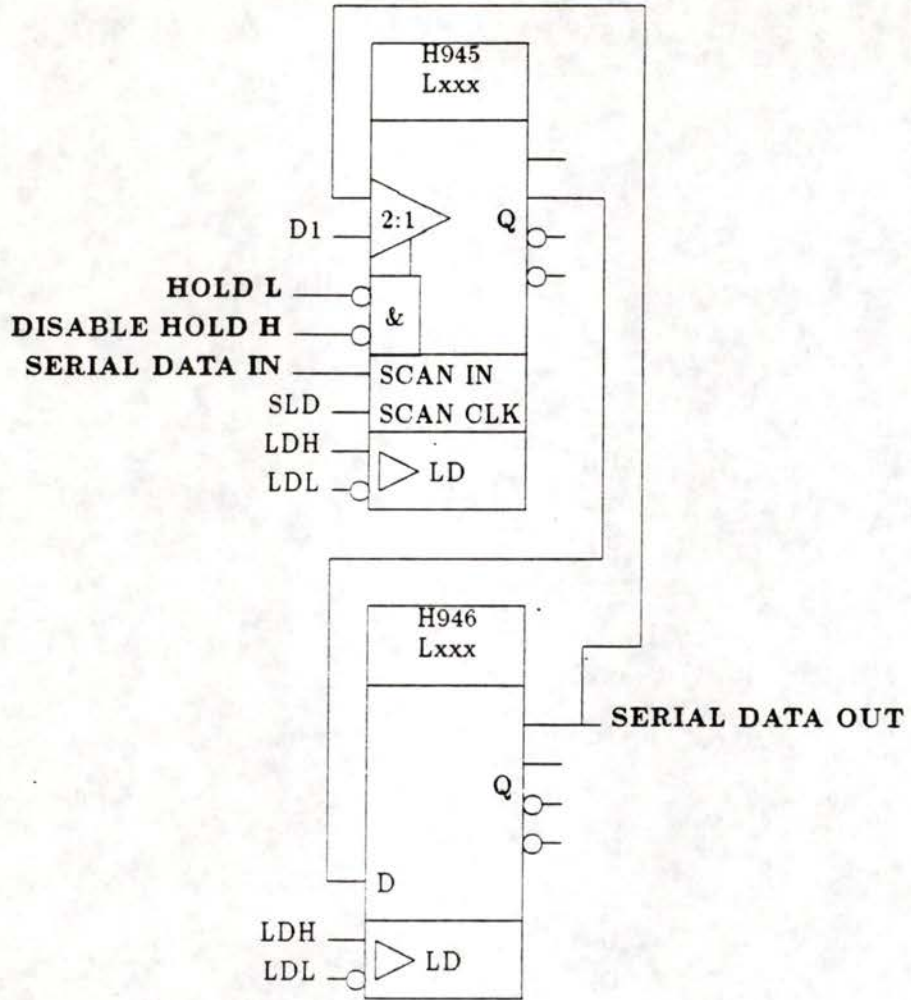 H945
Lxxx
2:1
Q
D1
HOLD L
&
DISABLE HOLD H
SERIAL DATA IN
SCAN IN
SLD
SCAN CLK
LDH
LDL
LD
H946
Lxxx
SERIAL DATA OUT
Q
D
LDH
LDL
LD